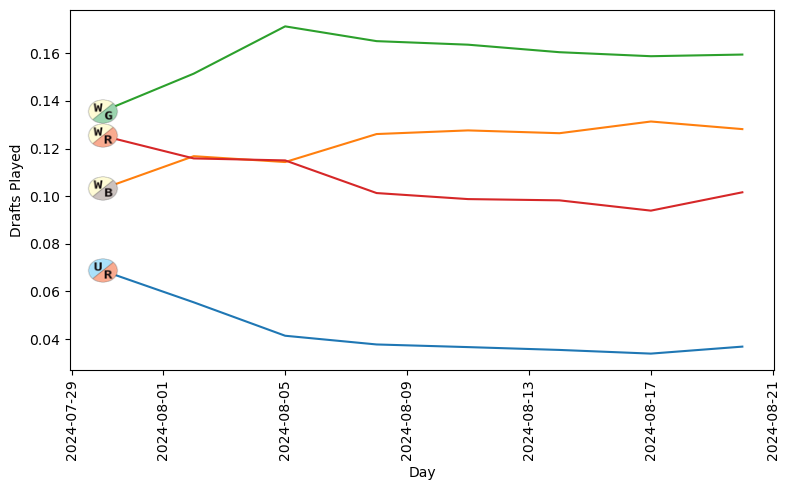 0.16
0.14
0.12
0.10
0.08
0.06
0.04
Drafts Played
W G
W R
W B
U R
2024-07-29
2024-08-01
2024-08-05
2024-08-09
2024-08-13
2024-08-17
2024-08-21
Day